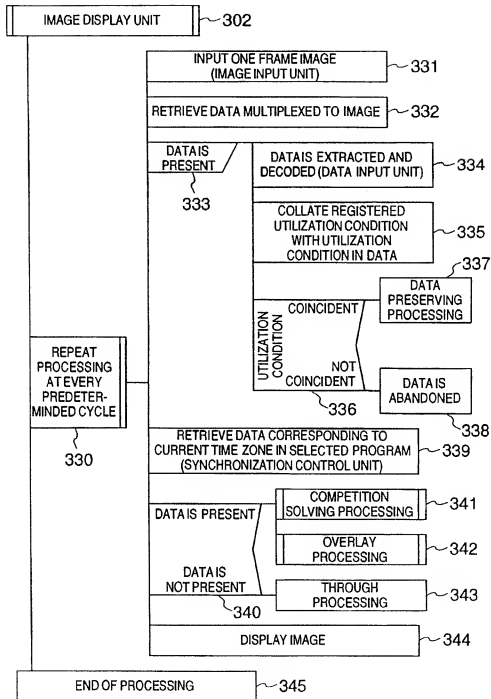 IMAGE DISPLAY UNIT
302
INPUT ONE FRAME IMAGE
(IMAGE INPUT UNIT)
331
RETRIEVE DATA MULTIPLEXED TO IMAGE
332
DATA IS
PRESENT
333
DATA IS EXTRACTED AND
DECODED (DATA INPUT UNIT)
334
COLLATE REGISTERED
UTILIZATION CONDITION
WITH UTILIZATION
CONDITION IN DATA
335
UTILIZATION
CONDITION
COINCIDENT
337
DATA
PRESERVING
PROCESSING
NOT
COINCIDENT
336
DATA IS
ABANDONED
338
REPEAT
PROCESSING
AT EVERY
PREDETER-
MINDED CYCLE
330
RETRIEVE DATA CORRESPONDING TO
CURRENT TIME ZONE IN SELECTED PROGRAM
(SYNCHRONIZATION CONTROL UNIT)
339
DATA IS PRESENT
COMPETITION
SOLVING PROCESSING
341
OVERLAY
PROCESSING
342
DATA IS
NOT PRESENT
340
THROUGH
PROCESSING
343
DISPLAY IMAGE
344
END OF PROCESSING
345